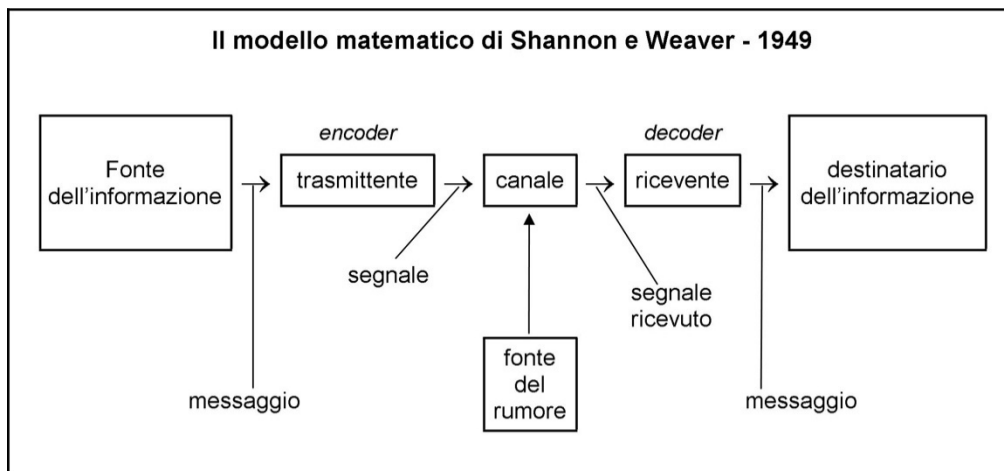 Il modello matematico di Shannon e Weaver - 1949
encoder
decoder
Fonte
dell'informazione
trasmittente
canale
ricevente
destinatario
dell'informazione
segnale
segnale
ricevuto
fonte
del
rumore
messaggio
messaggio